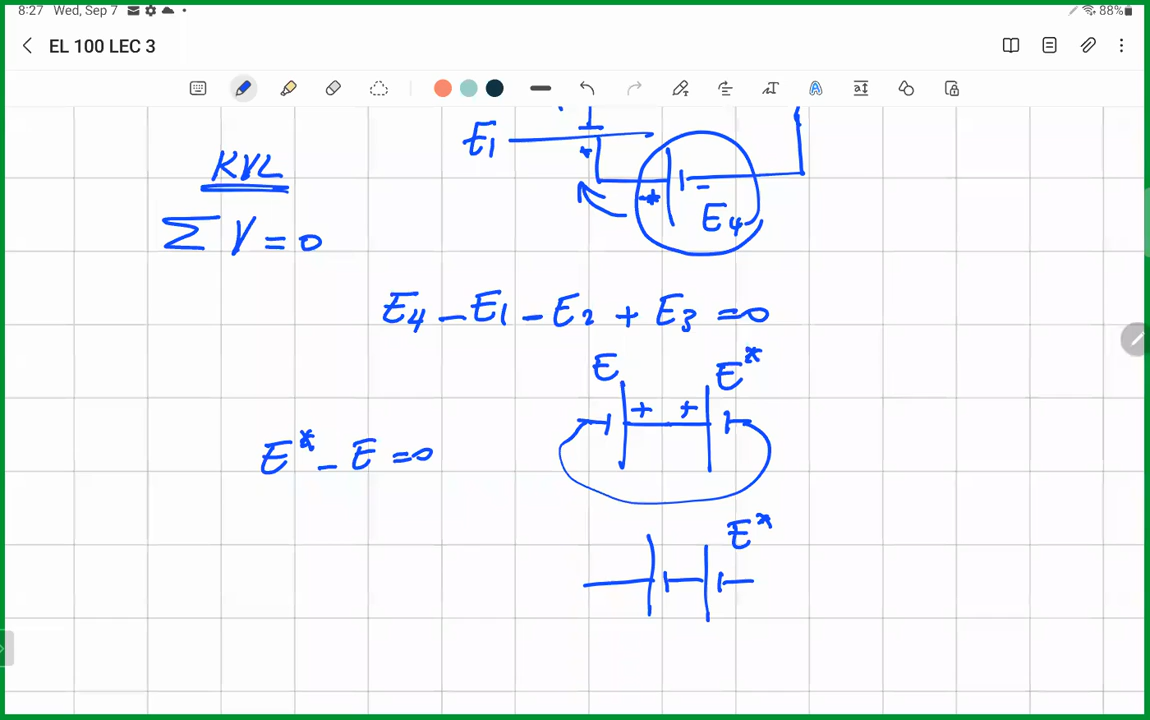 8:27 Wed, Sep 7
88%
EL 100 LEC 3
E1
+
KVL
+ -
E4
Σ V = 0
E4 - E1 - E2 + E3 = 0
E E*
+ +
E* - E = 0
E*